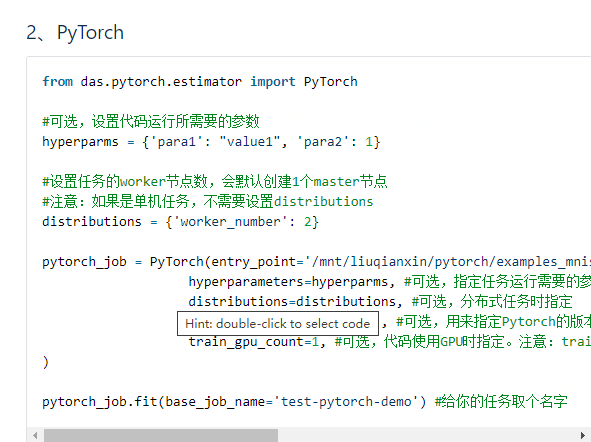 2、PyTorch
from das.pytorch.estimator import PyTorch
#可选，设置代码运行所需要的参数
hyperparms = {'para1': "value1", 'para2': 1}
#设置任务的worker节点数，会默认创建1个master节点
#注意：如果是单机任务，不需要设置distributions
distributions = {'worker_number': 2}
pytorch_job = PyTorch(entry_point='/mnt/liuqianxin/pytorch/examples_mnis
hyperparameters=hyperparms, #可选，指定任务运行需要的参
distributions=distributions, #可选，分布式任务时指定
Hint: double-click to select code , #可选，用来指定Pytorch的版本
train_gpu_count=1, #可选，代码使用GPU时指定。注意：trai
)
pytorch_job.fit(base_job_name='test-pytorch-demo') #给你的任务取个名字